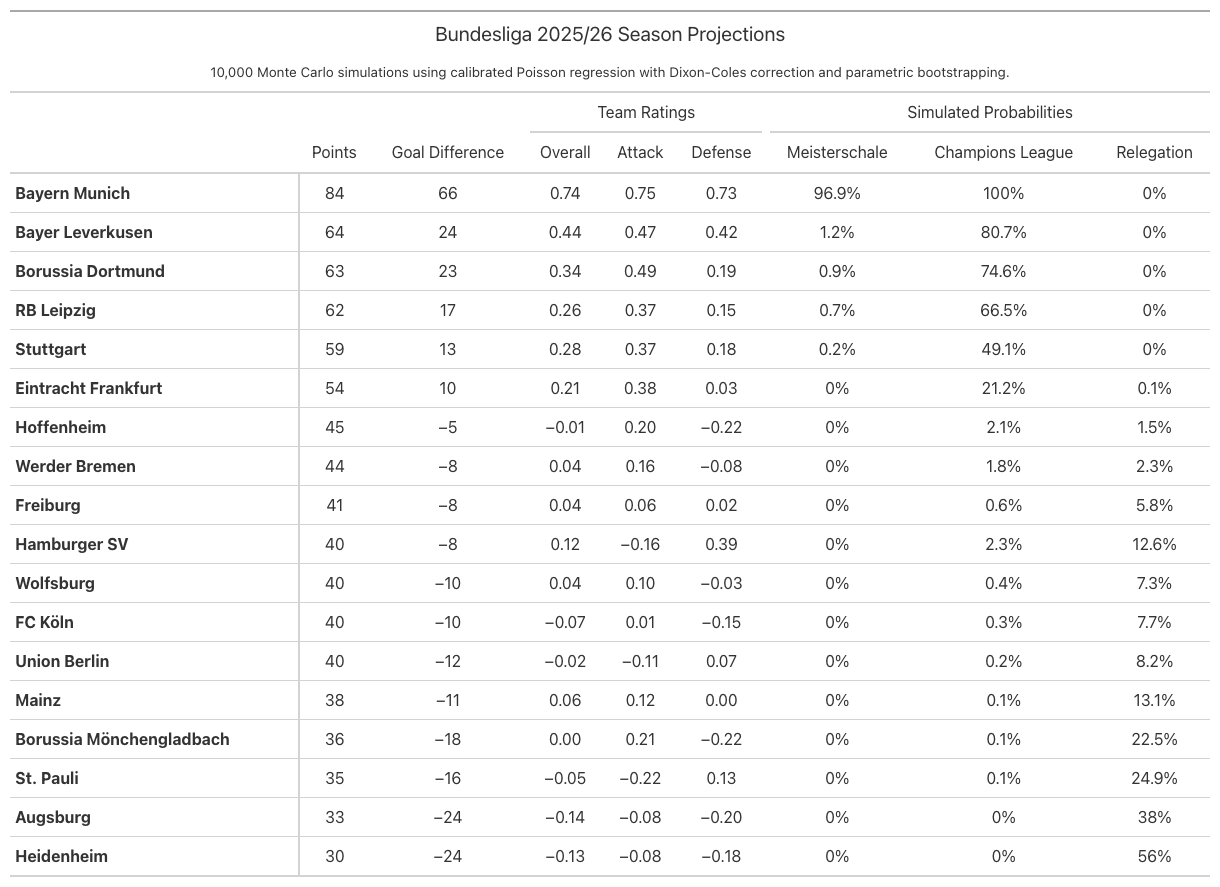 Bundesliga 2025/26 Season Projections
10,000 Monte Carlo simulations using calibrated Poisson regression with Dixon-Coles correction and parametric bootstrapping.
Team Ratings Simulated Probabilities
Points Goal Difference Overall Attack Defense Meisterschale Champions League Relegation
Bayern Munich 84 66 0.74 0.75 0.73 96.9% 100% 0%
Bayer Leverkusen 64 24 0.44 0.47 0.42 1.2% 80.7% 0%
Borussia Dortmund 63 23 0.34 0.49 0.19 0.9% 74.6% 0%
RB Leipzig 62 17 0.26 0.37 0.15 0.7% 66.5% 0%
Stuttgart 59 13 0.28 0.37 0.18 0.2% 49.1% 0%
Eintracht Frankfurt 54 10 0.21 0.38 0.03 0% 21.2% 0.1%
Hoffenheim 45 −5 −0.01 0.20 −0.22 0% 2.1% 1.5%
Werder Bremen 44 −8 0.04 0.16 −0.08 0% 1.8% 2.3%
Freiburg 41 −8 0.04 0.06 0.02 0% 0.6% 5.8%
Hamburger SV 40 −8 0.12 −0.16 0.39 0% 2.3% 12.6%
Wolfsburg 40 −10 0.04 0.10 −0.03 0% 0.4% 7.3%
FC Köln 40 −10 −0.07 0.01 −0.15 0% 0.3% 7.7%
Union Berlin 40 −12 −0.02 −0.11 0.07 0% 0.2% 8.2%
Mainz 38 −11 0.06 0.12 0.00 0% 0.1% 13.1%
Borussia Mönchengladbach 36 −18 0.00 0.21 −0.22 0% 0.1% 22.5%
St. Pauli 35 −16 −0.05 −0.22 0.13 0% 0.1% 24.9%
Augsburg 33 −24 −0.14 −0.08 −0.20 0% 0% 38%
Heidenheim 30 −24 −0.13 −0.08 −0.18 0% 0% 56%